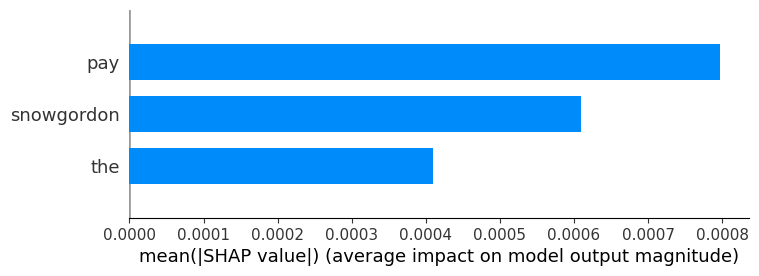 pay
snowgordon
the
0.0000 0.0001 0.0002 0.0003 0.0004 0.0005 0.0006 0.0007 0.0008
mean(|SHAP value|) (average impact on model output magnitude)